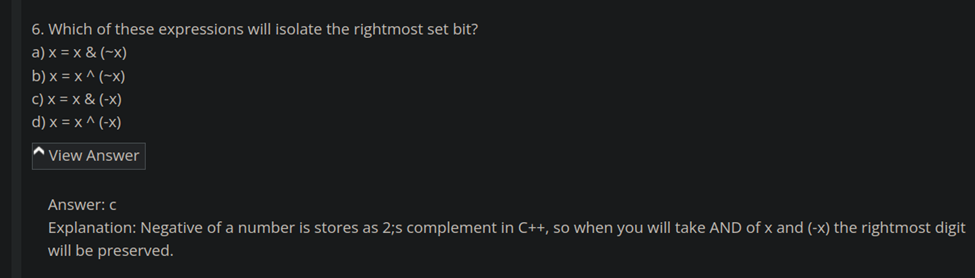 6. Which of these expressions will isolate the rightmost set bit?
a) x = x & (~x)
b) x = x ^ (~x)
c) x = x & (-x)
d) x = x ^ (-x)
View Answer
Answer: c
Explanation: Negative of a number is stores as 2;s complement in C++, so when you will take AND of x and (-x) the rightmost digit
will be preserved.